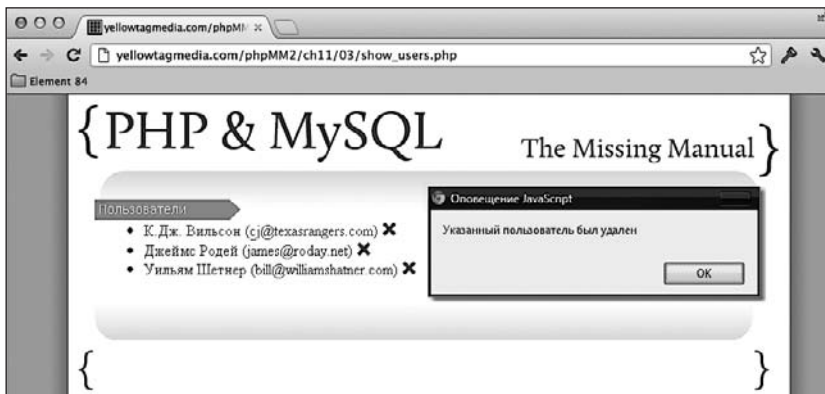 yellowtagmedia.com/phpM
yellowtagmedia.com/phpMM2/ch11/03/show_users.php
Element 84
{PHP & MySQL
The Missing Manual}
Пользователи
• К.Дж. Вильсон (cj@texasrangers.com) ✖
• Джеймс Родей (james@roday.net) ✖
• Уильям Шетнер (bill@williamshatner.com) ✖
Оповещение JavaScript
Указанный пользователь был удален
OK
{ }